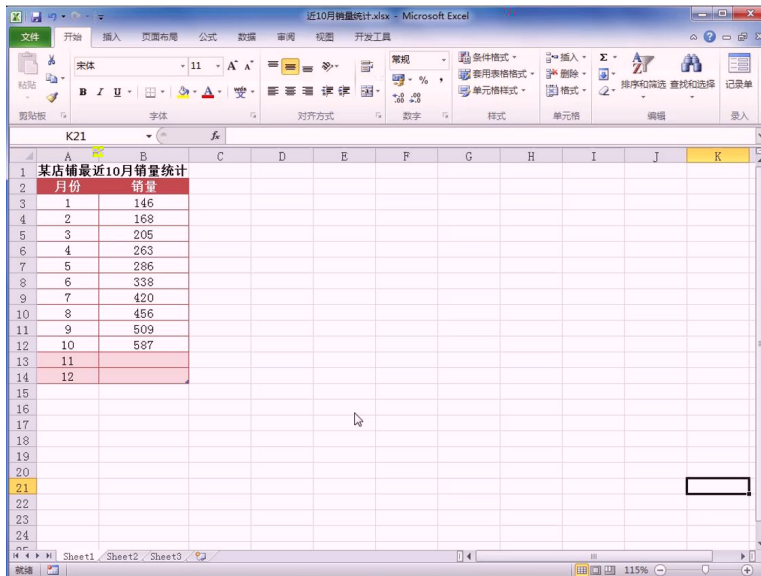 近10月销量统计.xlsx - Microsoft Excel
文件 开始 插入 页面布局 公式 数据 审阅 视图 开发工具
宋体 11 A A 常规 条件格式 插入 Σ
粘贴 套用表格格式 删除 排序和筛选 查找和选择 记录单
B I U A 变 % , 单元格样式 格式
剪贴板 字体 对齐方式 数字 样式 单元格 编辑 录入
K21 fx
A B C D E F G H I J K
1 某店铺最近10月销量统计
2 月份 销量
3 1 146
4 2 168
5 3 205
6 4 263
7 5 286
8 6 338
9 7 420
10 8 456
11 9 509
12 10 587
13 11
14 12
15
16
17
18
19
20
21
22
23
24
Sheet1 Sheet2 Sheet3
就绪 115%